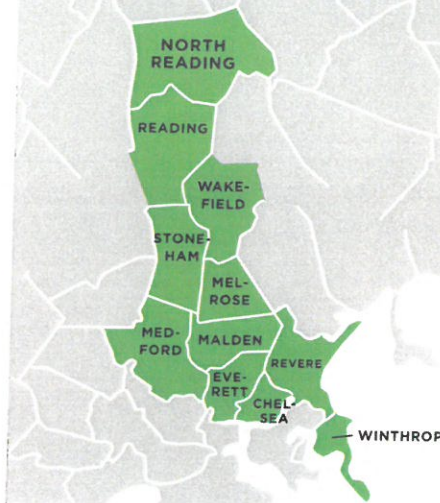 NORTH
READING
READING
WAKE-
FIELD
STONE-
HAM
MEL-
ROSE
MED-
FORD
MALDEN
REVERE
EVE-
RETT
CHEL-
SEA
WINTHROP